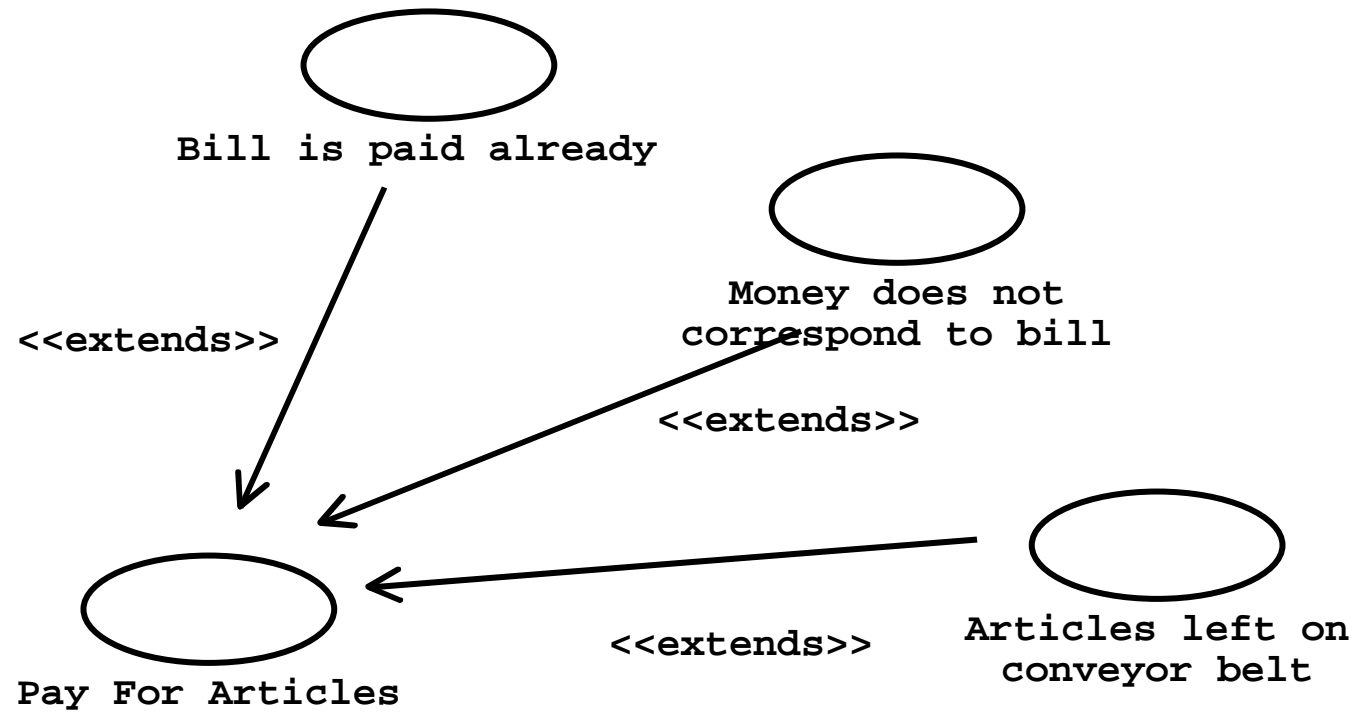 Bill is paid already
Money does not
correspond to bill
<<extends>>
<<extends>>
<<extends>>
Articles left on
conveyor belt
Pay For Articles